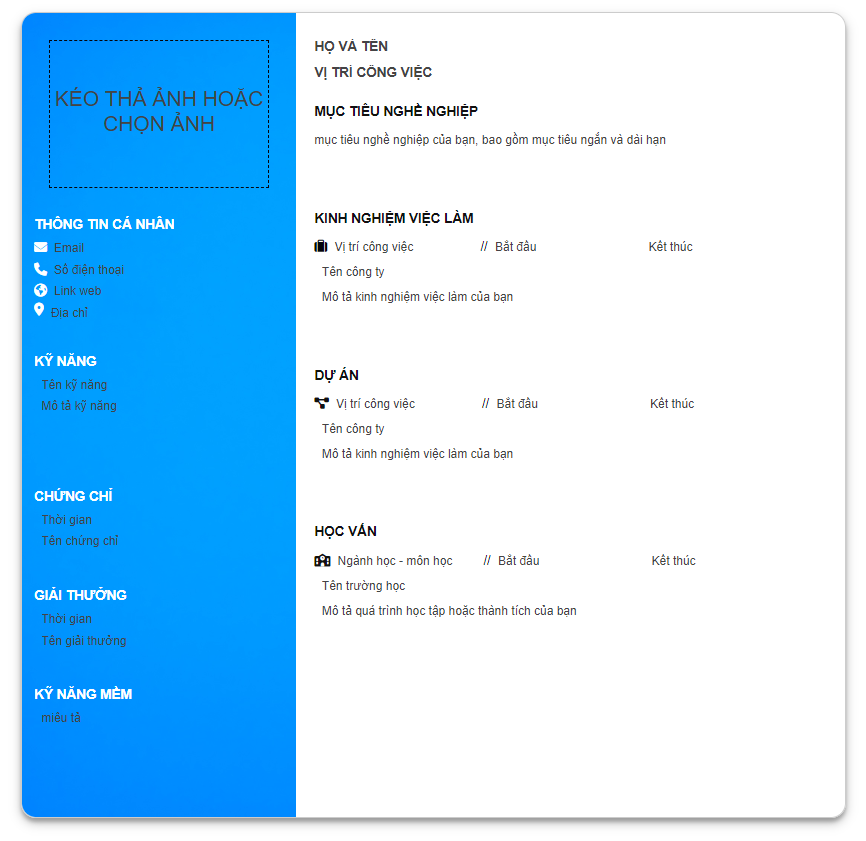 KÉO THẢ ẢNH HOẶC
CHỌN ẢNH
THÔNG TIN CÁ NHÂN
Email
Số điện thoại
Link web
Địa chỉ
KỸ NĂNG
Tên kỹ năng
Mô tả kỹ năng
CHỨNG CHỈ
Thời gian
Tên chứng chỉ
GIẢI THƯỞNG
Thời gian
Tên giải thưởng
KỸ NĂNG MỀM
miêu tả
HỌ VÀ TÊN
VỊ TRÍ CÔNG VIỆC
MỤC TIÊU NGHỀ NGHIỆP
mục tiêu nghề nghiệp của bạn, bao gồm mục tiêu ngắn và dài hạn
KINH NGHIỆM VIỆC LÀM
Vị trí công việc // Bắt đầu Kết thúc
Tên công ty
Mô tả kinh nghiệm việc làm của bạn
DỰ ÁN
Vị trí công việc // Bắt đầu Kết thúc
Tên công ty
Mô tả kinh nghiệm việc làm của bạn
HỌC VẤN
Ngành học - môn học // Bắt đầu Kết thúc
Tên trường học
Mô tả quá trình học tập hoặc thành tích của bạn